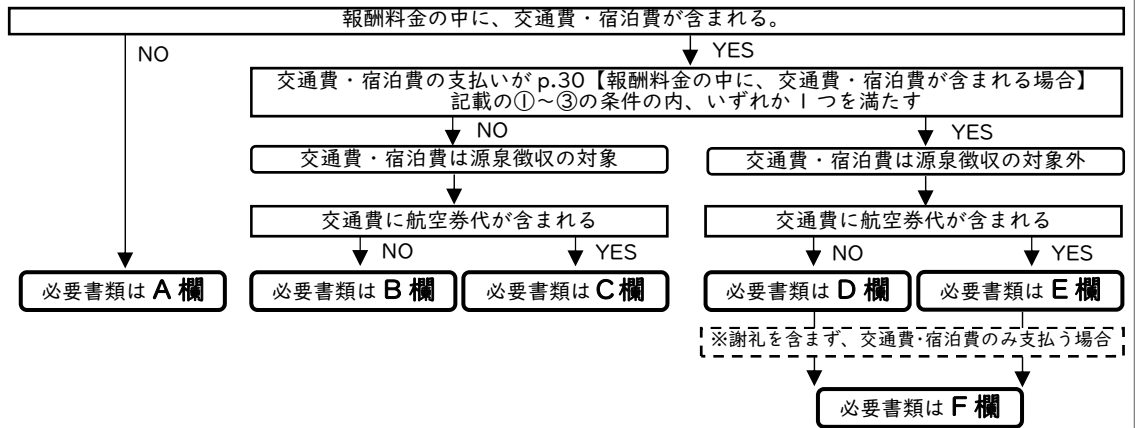 報酬料金の中に、交通費・宿泊費が含まれる。
NO
YES
交通費・宿泊費の支払いが p.30【報酬料金の中に、交通費・宿泊費が含まれる場合】
記載の①～③の条件の内、いずれか1つを満たす
NO
YES
交通費・宿泊費は源泉徴収の対象
交通費・宿泊費は源泉徴収の対象外
交通費に航空券代が含まれる
交通費に航空券代が含まれる
NO
YES
NO
YES
必要書類は A 欄
必要書類は B 欄
必要書類は C 欄
必要書類は D 欄
必要書類は E 欄
※謝礼を含まず、交通費・宿泊費のみ支払う場合
必要書類は F 欄